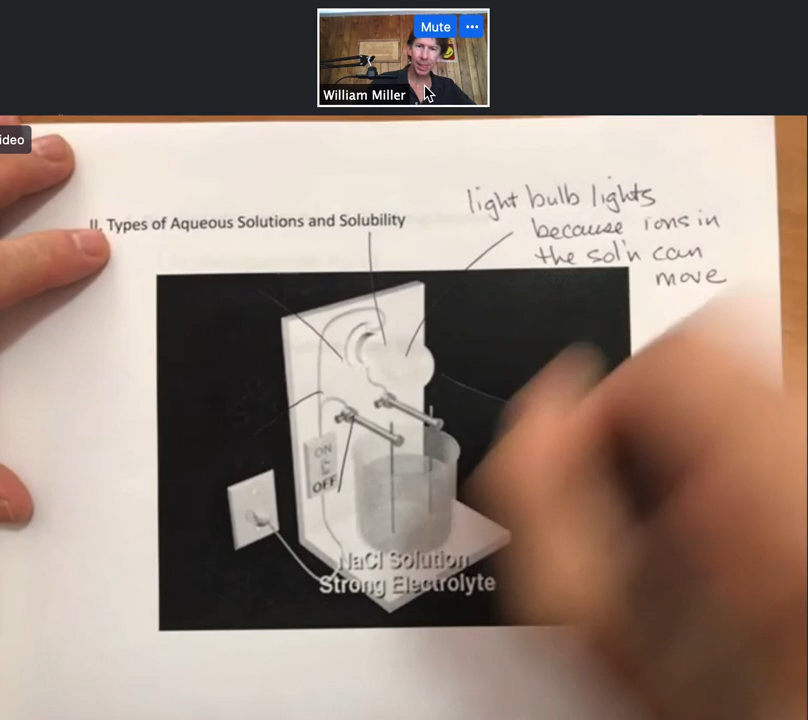 Mute
William Miller
ideo
II. Types of Aqueous Solutions and Solubility
light bulb lights
because ions in
the sol'n can
move
ON
OFF
NaCl Solution
Strong Electrolyte